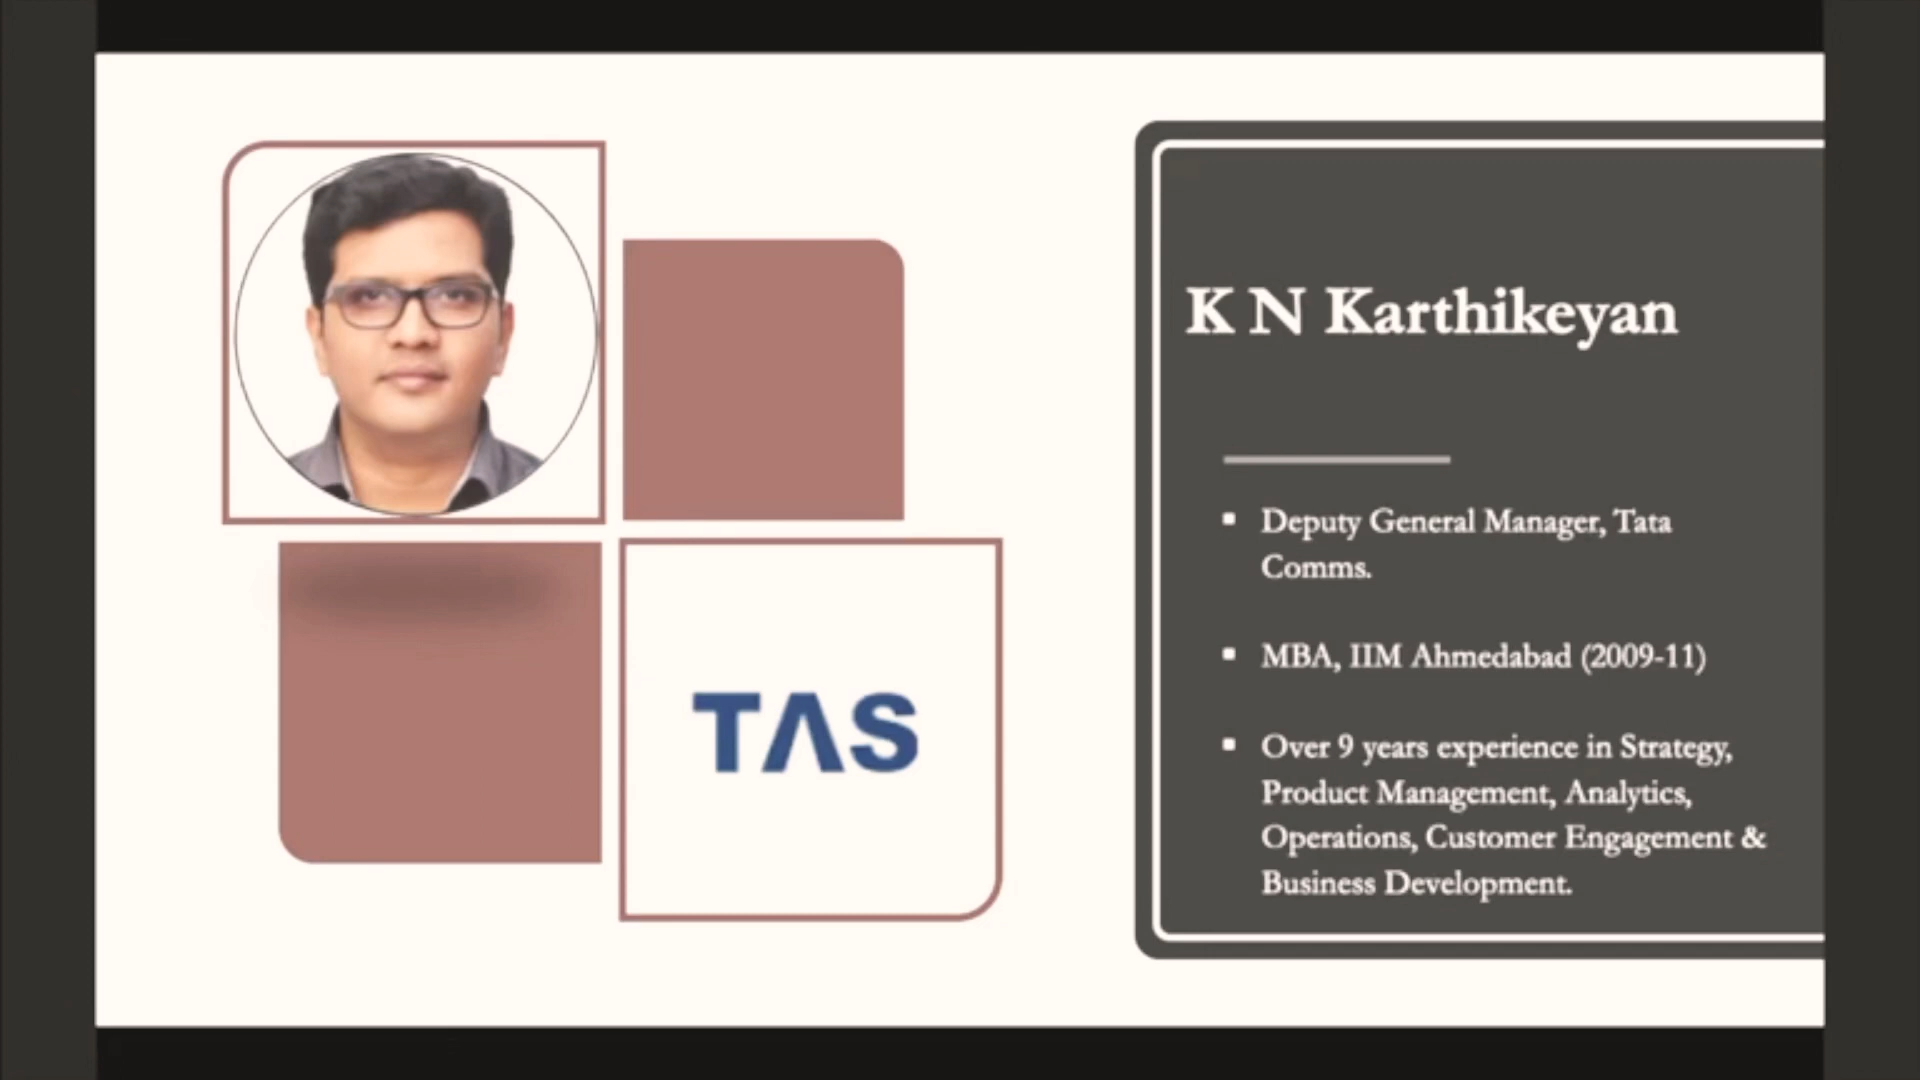 K N Karthikeyan
Deputy General Manager, Tata
Comms.
MBA, IIM Ahmedabad (2009-11)
Over 9 years experience in Strategy,
Product Management, Analytics,
Operations, Customer Engagement &
Business Development.
TAS